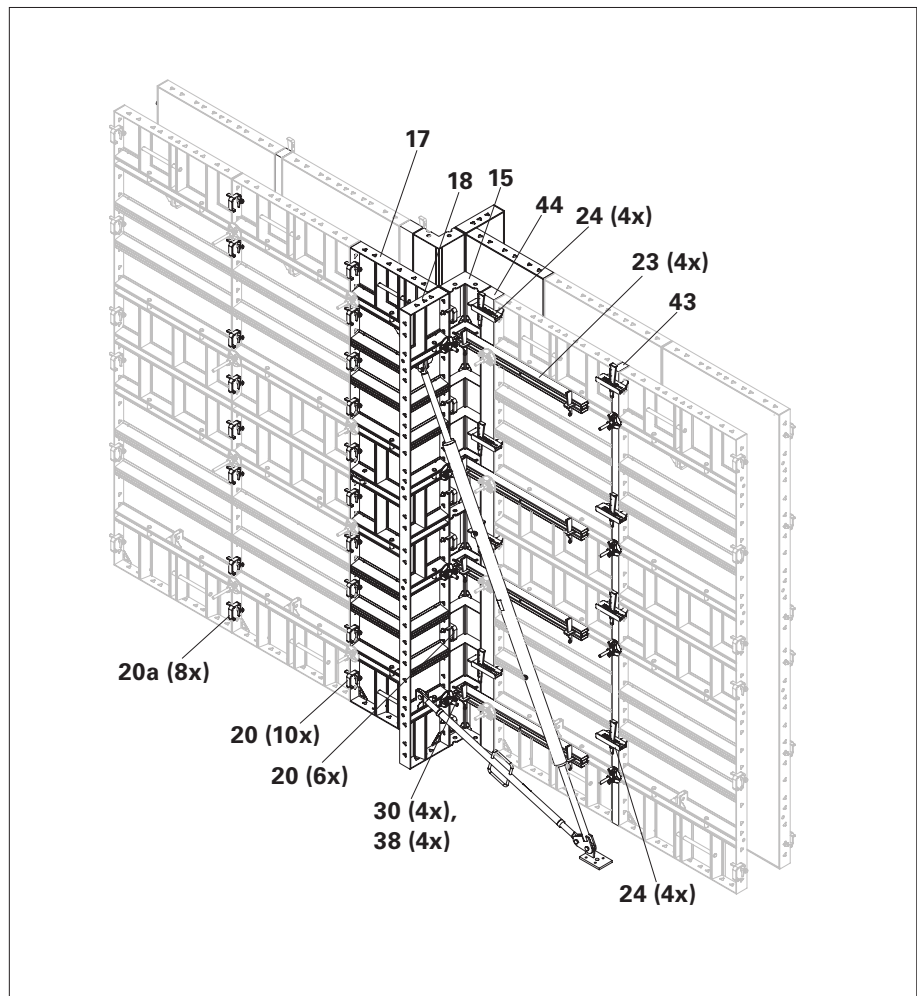 17
18
15
44
24 (4x)
23 (4x)
43
20a (8x)
20 (10x)
20 (6x)
30 (4x),
38 (4x)
24 (4x)